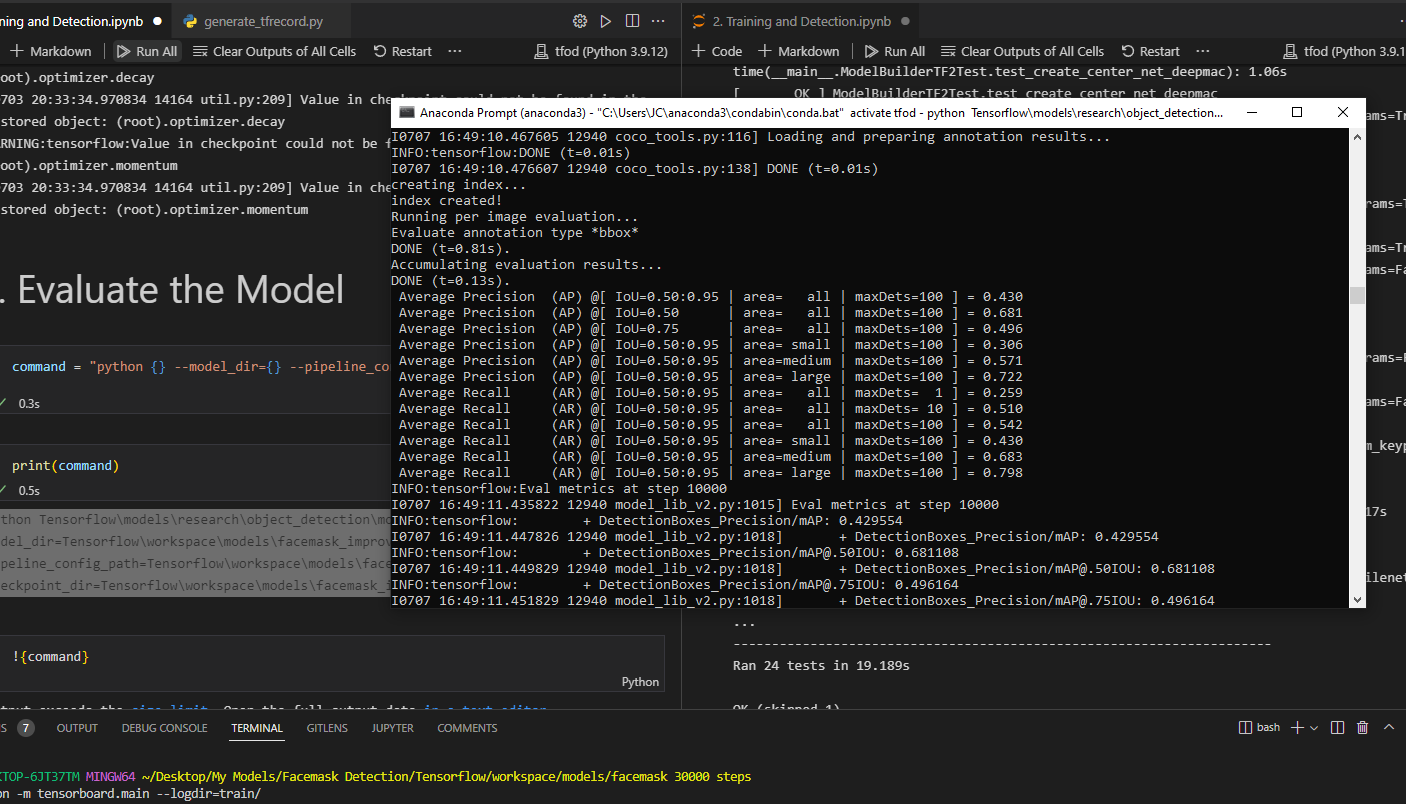 ning and Detection.ipynb
generate_tfrecord.py
2. Training and Detection.ipynb
Markdown
Run All
Clear Outputs of All Cells
Restart
...
tfod (Python 3.9.12)
Code
Markdown
Run All
Clear Outputs of All Cells
Restart
...
tfod (Python 3.9.1
oot).optimizer.decay
0703 20:33:34.970834 14164 util.py:209] Value in checkpoint could not be found in the
stored object: (root).optimizer.decay
RNING:tensorflow:Value in checkpoint could not be f
oot).optimizer.momentum
0703 20:33:34.970834 14164 util.py:209] Value in che
stored object: (root).optimizer.momentum
. Evaluate the Model
command = "python {} --model_dir={} --pipeline_co
0.3s
print(command)
0.5s
thon Tensorflow\models\research\object_detection\mo
del_dir=Tensorflow\workspace\models\facemask_improv
peline_config_path=Tensorflow\workspace\models\face
eckpoint_dir=Tensorflow\workspace\models\facemask_i
!{command}
Python
time(__main__.ModelBuilderTF2Test.test_create_center_net_deepmac): 1.06s
[       OK ] ModelBuilderTF2Test.test_create_center_net_deepmac
Anaconda Prompt (anaconda3) - "C:\Users\JC\anaconda3\condabin\conda.bat"  activate tfod - python  Tensorflow\models\research\object_detection...
I0707 16:49:10.467605 12940 coco_tools.py:116] Loading and preparing annotation results...
INFO:tensorflow:DONE (t=0.01s)
I0707 16:49:10.476607 12940 coco_tools.py:138] DONE (t=0.01s)
creating index...
index created!
Running per image evaluation...
Evaluate annotation type *bbox*
DONE (t=0.81s).
Accumulating evaluation results...
DONE (t=0.13s).
Average Precision  (AP) @[ IoU=0.50:0.95 | area=   all | maxDets=100 ] = 0.430
Average Precision  (AP) @[ IoU=0.50      | area=   all | maxDets=100 ] = 0.681
Average Precision  (AP) @[ IoU=0.75      | area=   all | maxDets=100 ] = 0.496
Average Precision  (AP) @[ IoU=0.50:0.95 | area= small | maxDets=100 ] = 0.306
Average Precision  (AP) @[ IoU=0.50:0.95 | area=medium | maxDets=100 ] = 0.571
Average Precision  (AP) @[ IoU=0.50:0.95 | area= large | maxDets=100 ] = 0.722
Average Recall     (AR) @[ IoU=0.50:0.95 | area=   all | maxDets=  1 ] = 0.259
Average Recall     (AR) @[ IoU=0.50:0.95 | area=   all | maxDets= 10 ] = 0.510
Average Recall     (AR) @[ IoU=0.50:0.95 | area=   all | maxDets=100 ] = 0.542
Average Recall     (AR) @[ IoU=0.50:0.95 | area= small | maxDets=100 ] = 0.430
Average Recall     (AR) @[ IoU=0.50:0.95 | area=medium | maxDets=100 ] = 0.683
Average Recall     (AR) @[ IoU=0.50:0.95 | area= large | maxDets=100 ] = 0.798
INFO:tensorflow:Eval metrics at step 10000
I0707 16:49:11.435822 12940 model_lib_v2.py:1015] Eval metrics at step 10000
INFO:tensorflow:        + DetectionBoxes_Precision/mAP: 0.429554
I0707 16:49:11.447826 12940 model_lib_v2.py:1018]       + DetectionBoxes_Precision/mAP: 0.429554
INFO:tensorflow:        + DetectionBoxes_Precision/mAP@.50IOU: 0.681108
I0707 16:49:11.449829 12940 model_lib_v2.py:1018]       + DetectionBoxes_Precision/mAP@.50IOU: 0.681108
INFO:tensorflow:        + DetectionBoxes_Precision/mAP@.75IOU: 0.496164
I0707 16:49:11.451829 12940 model_lib_v2.py:1018]       + DetectionBoxes_Precision/mAP@.75IOU: 0.496164
ams=T
rams=T
ams=Tr
ams=Fa
rams=F
ams=Fa
m_keyp
17s
ilenet
...
----------------------------------------------------------------------
Ran 24 tests in 19.189s
OK (skipped 1)
tput exceeds the size limit. Open the full output data in a text editor
S
7
OUTPUT
DEBUG CONSOLE
TERMINAL
GITLENS
JUPYTER
COMMENTS
bash
KTOP-6JT37TM MINGW64 ~/Desktop/My Models/Facemask Detection/Tensorflow/workspace/models/facemask 30000 steps
on -m tensorboard.main --logdir=train/